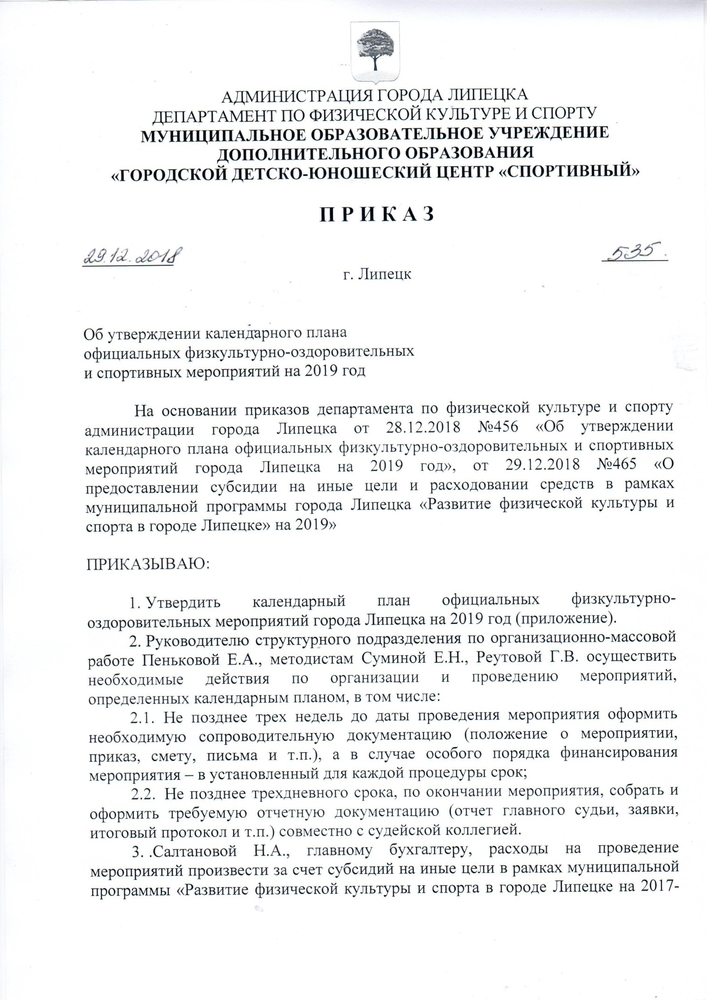 АДМИНИСТРАЦИЯ ГОРОДА ЛИПЕЦКА
ДЕПАРТАМЕНТ ПО ФИЗИЧЕСКОЙ КУЛЬТУРЕ И СПОРТУ
МУНИЦИПАЛЬНОЕ ОБРАЗОВАТЕЛЬНОЕ УЧРЕЖДЕНИЕ
ДОПОЛНИТЕЛЬНОГО ОБРАЗОВАНИЯ
«ГОРОДСКОЙ ДЕТСКО-ЮНОШЕСКИЙ ЦЕНТР «СПОРТИВНЫЙ»
П Р И К А З
29.12.2018 535.
г. Липецк
Об утверждении календарного плана
официальных физкультурно-оздоровительных
и спортивных мероприятий на 2019 год
На основании приказов департамента по физической культуре и спорту
администрации города Липецка от 28.12.2018 №456 «Об утверждении
календарного плана официальных физкультурно-оздоровительных и спортивных
мероприятий города Липецка на 2019 год», от 29.12.2018 №465 «О
предоставлении субсидии на иные цели и расходовании средств в рамках
муниципальной программы города Липецка «Развитие физической культуры и
спорта в городе Липецке» на 2019»
ПРИКАЗЫВАЮ:
1. Утвердить календарный план официальных физкультурно-
оздоровительных мероприятий города Липецка на 2019 год (приложение).
2. Руководителю структурного подразделения по организационно-массовой
работе Пеньковой Е.А., методистам Суминой Е.Н., Реутовой Г.В. осуществить
необходимые действия по организации и проведению мероприятий,
определенных календарным планом, в том числе:
2.1. Не позднее трех недель до даты проведения мероприятия оформить
необходимую сопроводительную документацию (положение о мероприятии,
приказ, смету, письма и т.п.), а в случае особого порядка финансирования
мероприятия – в установленный для каждой процедуры срок;
2.2. Не позднее трехдневного срока, по окончании мероприятия, собрать и
оформить требуемую отчетную документацию (отчет главного судьи, заявки,
итоговый протокол и т.п.) совместно с судейской коллегией.
3. .Салтановой Н.А., главному бухгалтеру, расходы на проведение
мероприятий произвести за счет субсидий на иные цели в рамках муниципальной
программы «Развитие физической культуры и спорта в городе Липецке на 2017-